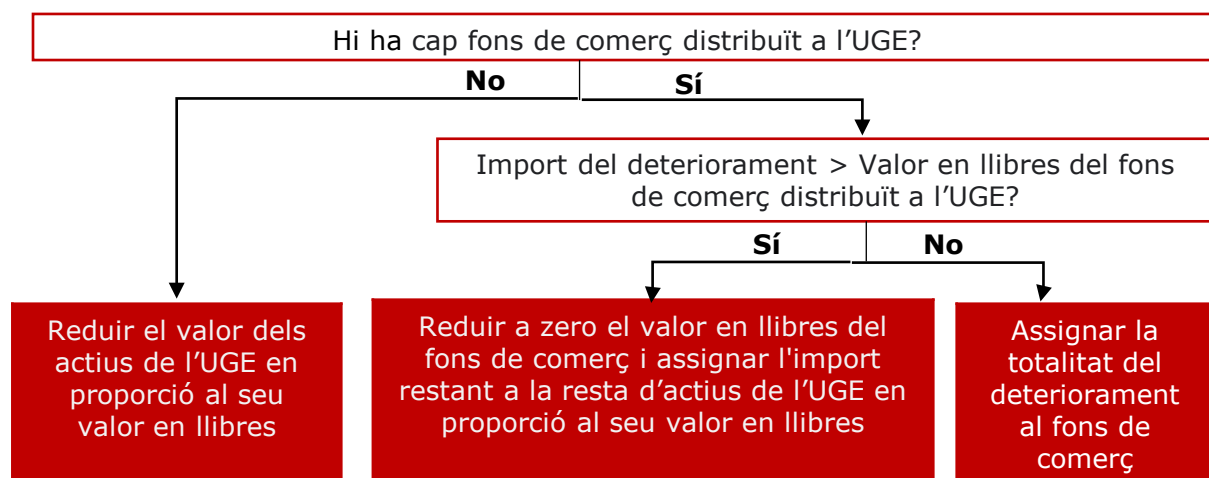 Hi ha cap fons de comerç distribuït a l’UGE?
No
Sí
Import del deteriorament > Valor en llibres del fons
de comerç distribuït a l’UGE?
Sí
No
Reduir el valor dels
actius de l’UGE en
proporció al seu
valor en llibres
Reduir a zero el valor en llibres del
fons de comerç i assignar l'import
restant a la resta d’actius de l’UGE en
proporció al seu valor en llibres
Assignar la
totalitat del
deteriorament
al fons de
comerç